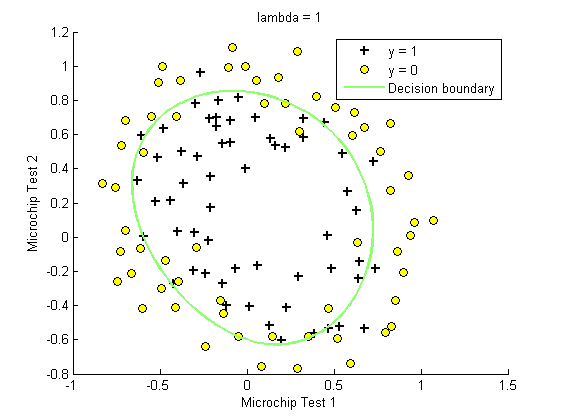 lambda = 1
y = 1
y = 0
Decision boundary
1.2
1
0.8
0.6
0.4
0.2
0
-0.2
-0.4
-0.6
-0.8
Microchip Test 2
-1
-0.5
0
0.5
1
1.5
Microchip Test 1